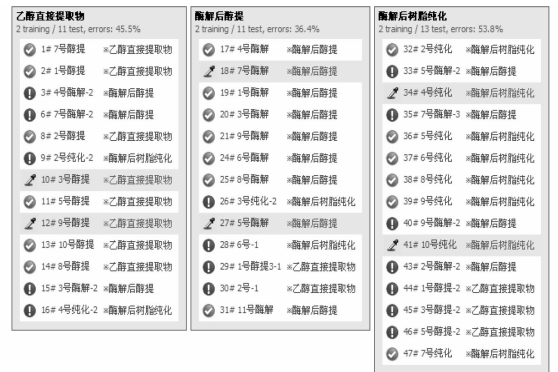 乙醇直接提取物
2 training / 11 test, errors: 45.5%
1# 7号醇提 ※乙醇直接提取物
2# 1号醇提 ※乙醇直接提取物
3# 4号酶解-2 ※酶解后醇提
6# 7号酶解-2 ※酶解后醇提
8# 2号醇提 ※乙醇直接提取物
9# 2号纯化-2 ※酶解后树脂纯化
10# 3号醇提 ※乙醇直接提取物
11# 5号醇提 ※乙醇直接提取物
12# 9号醇提 ※乙醇直接提取物
13# 10号醇提 ※乙醇直接提取物
14# 8号醇提 ※乙醇直接提取物
15# 3号酶解-2 ※酶解后醇提
16# 4号纯化-2 ※酶解后树脂纯化
酶解后醇提
2 training / 11 test, errors: 36.4%
17# 4号酶解 ※酶解后醇提
18# 7号酶解 ※酶解后醇提
19# 1号酶解 ※酶解后醇提
20# 3号酶解 ※酶解后醇提
21# 9号酶解 ※酶解后醇提
24# 6号酶解 ※酶解后醇提
25# 8号酶解 ※酶解后醇提
26# 3号纯化-2 ※酶解后树脂纯化
27# 5号酶解 ※酶解后醇提
28# 6号-1 ※酶解后树脂纯化
29# 1号醇提3-1 ※乙醇直接提取物
30# 2号-1 ※乙醇直接提取物
31# 11号酶解 ※酶解后醇提
酶解后树脂纯化
2 training / 13 test, errors: 53.8%
32# 2号纯化 ※酶解后树脂纯化
33# 5号酶解-2 ※酶解后醇提
34# 4号纯化 ※酶解后树脂纯化
35# 7号酶解-3 ※酶解后醇提
36# 5号纯化 ※酶解后树脂纯化
37# 6号纯化 ※酶解后树脂纯化
38# 8号纯化 ※酶解后树脂纯化
39# 9号纯化 ※酶解后树脂纯化
40# 9号酶解-2 ※酶解后醇提
41# 10号纯化 ※酶解后树脂纯化
43# 2号酶解-2 ※酶解后醇提
44# 1号醇提-2 ※乙醇直接提取物
45# 3号醇提-2 ※乙醇直接提取物
46# 5号醇提-2 ※乙醇直接提取物
47# 7号纯化 ※酶解后树脂纯化